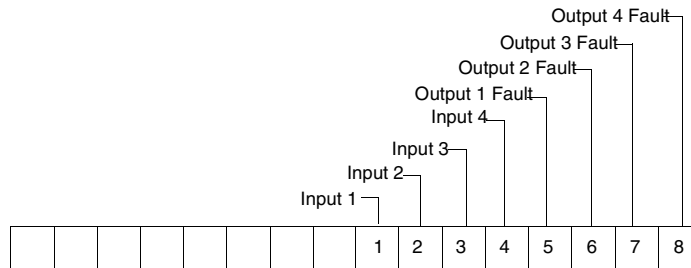 Output 4 Fault
Output 3 Fault
Output 2 Fault
Output 1 Fault
Input 4
Input 3
Input 2
Input 1
1 2 3 4 5 6 7 8